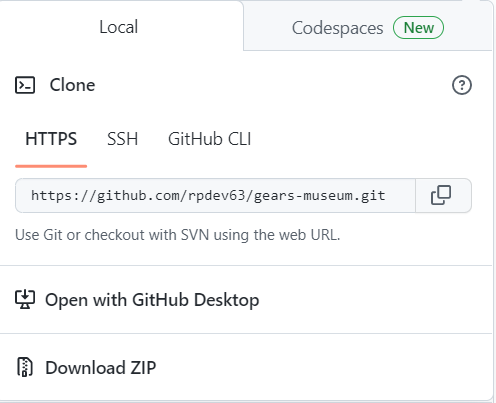 Local
Codespaces New
Clone
HTTPS SSH GitHub CLI
https://github.com/rpdev63/gears-museum.git
Use Git or checkout with SVN using the web URL.
Open with GitHub Desktop
Download ZIP